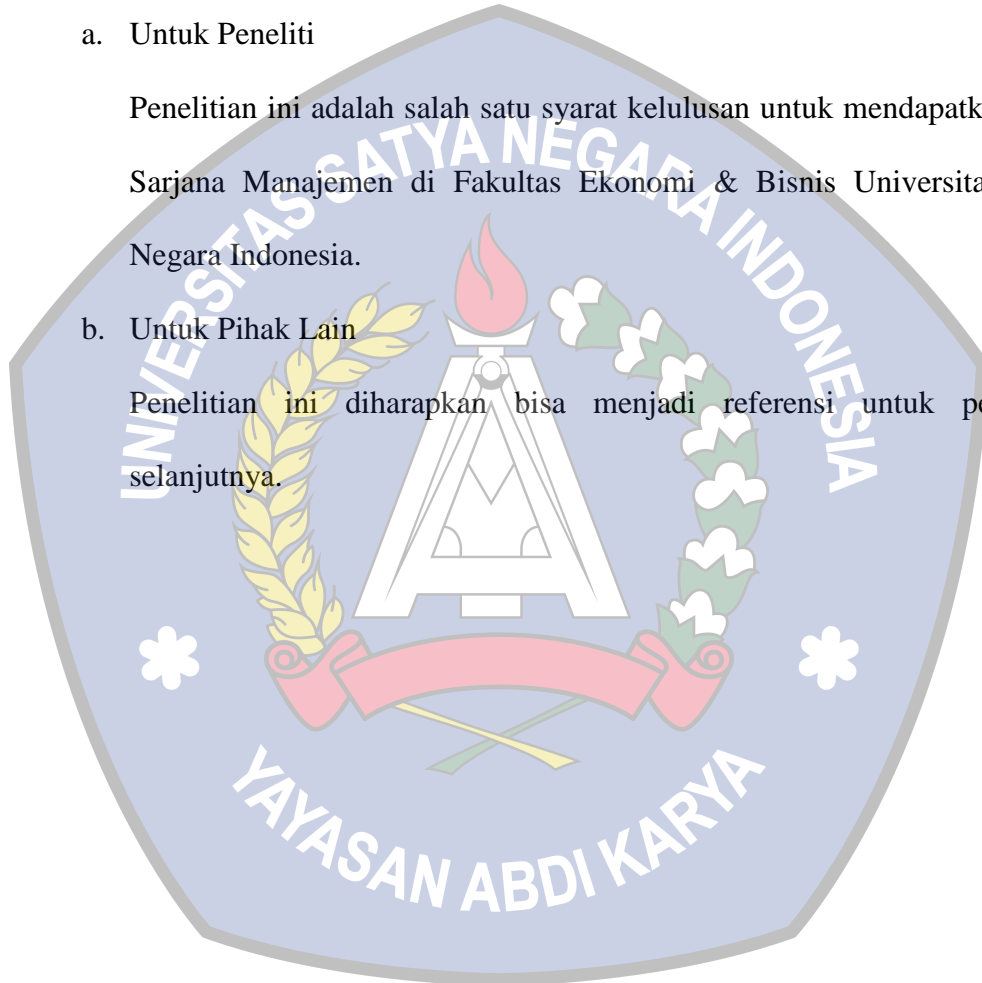 a. Untuk Peneliti
Penelitian ini adalah salah satu syarat kelulusan untuk mendapatk
Sarjana Manajemen di Fakultas Ekonomi & Bisnis Universita
Negara Indonesia.
b. Untuk Pihak Lain
Penelitian ini diharapkan bisa menjadi referensi untuk pe
selanjutnya.
UNIVERSITAS SATYA NEGARA INDONESIA
YAYASAN ABDI KARYA